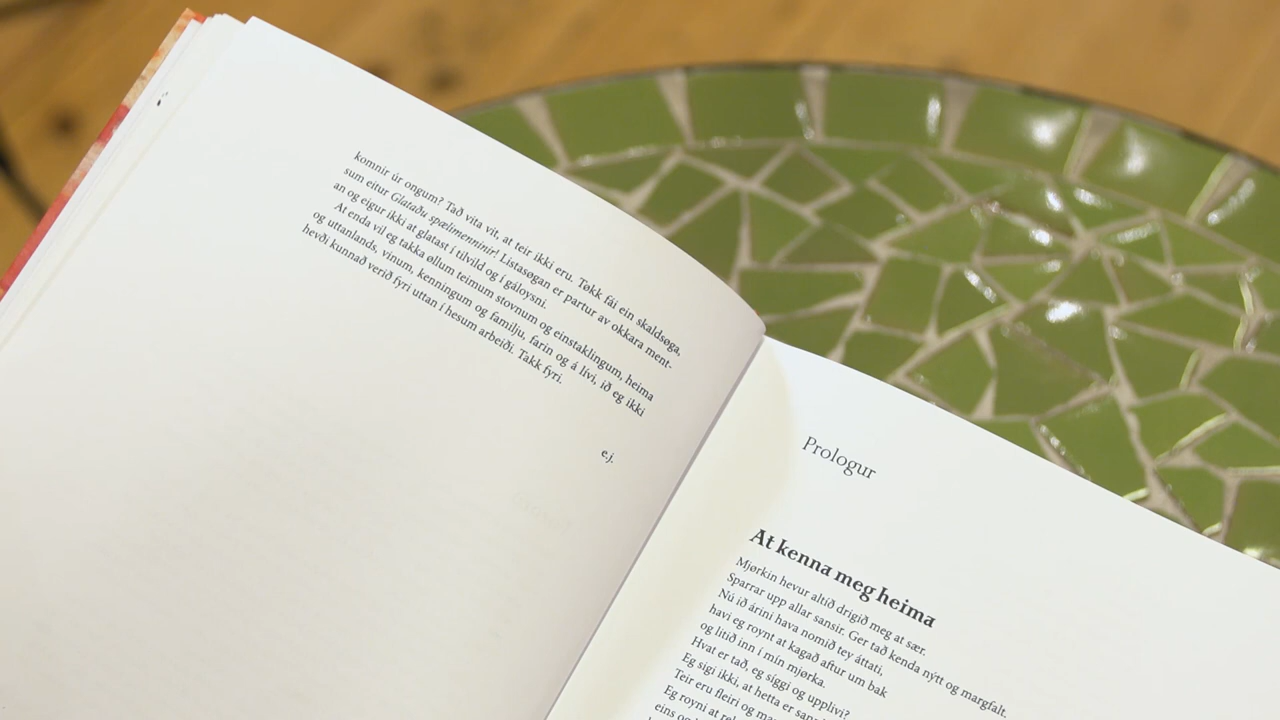 komnir úr ongum? Tað vita vit, at teir ikki eru. Tøkk fái ein skaldsøga,
sum eitur Glataðu spælimenninir! Listasøgan er partur av okkara ment-
an og eigur ikki at glatast í tilvild og í gáloysni.
At enda vil eg takka øllum teimum stovnum og einstaklingum, heima
og uttanlands, vinum, kenningum og familju, farin og á lívi, ið eg ikki
hevði kunnað verið fyri uttan í hesum arbeiði. Takk fyri.
e.j.
Prologur
At kenna meg heima
Mjørkin hevur altíð drigið meg at sær.
Sparrar upp allar sansir. Ger tað kenda nýtt og margfalt.
Nú ið árini hava nomið tey áttati,
havi eg roynt at kagað aftur um bak
og litið inn í mín mjørka.
Hvat er tað, eg síggi og upplivi?
Eg sigi ikki, at hetta er
Teir eru fleiri og
Eg royni at
eins